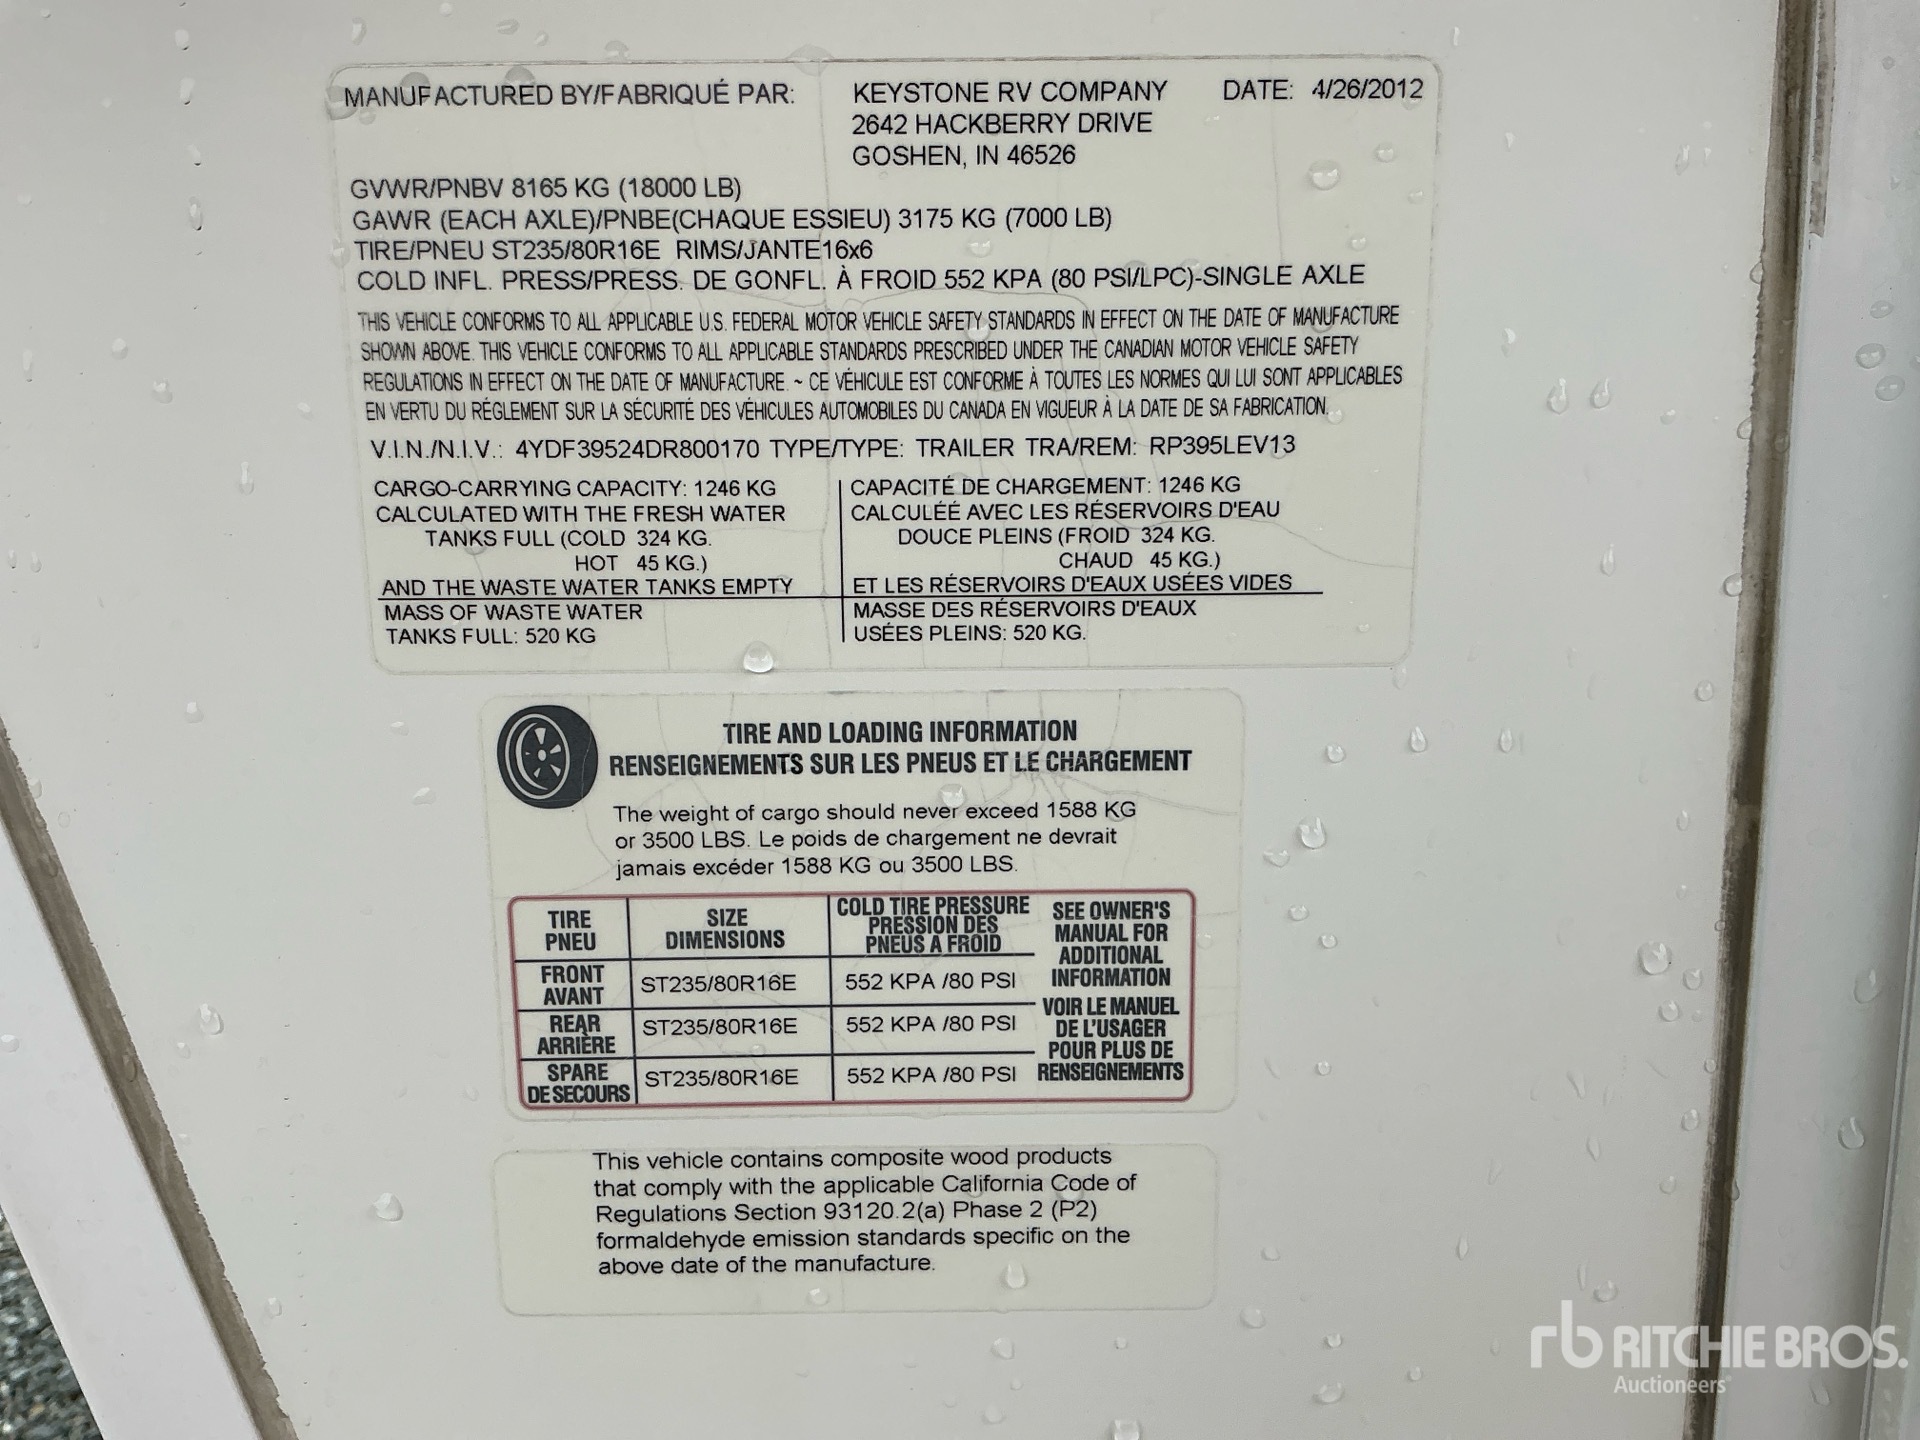 MANUFACTURED BY/FABRIQUÉ PAR: KEYSTONE RV COMPANY DATE: 4/26/2012
2642 HACKBERRY DRIVE
GOSHEN, IN 46526
GVWR/PNBV 8165 KG (18000 LB)
GAWR (EACH AXLE)/PNBE(CHAQUE ESSIEU) 3175 KG (7000 LB)
TIRE/PNEU ST235/80R16E RIMS/JANTE16x6
COLD INFL. PRESS/PRESS. DE GONFL. À FROID 552 KPA (80 PSI/LPC)-SINGLE AXLE
THIS VEHICLE CONFORMS TO ALL APPLICABLE U.S. FEDERAL MOTOR VEHICLE SAFETY STANDARDS IN EFFECT ON THE DATE OF MANUFACTURE
SHOWN ABOVE. THIS VEHICLE CONFORMS TO ALL APPLICABLE STANDARDS PRESCRIBED UNDER THE CANADIAN MOTOR VEHICLE SAFETY
REGULATIONS IN EFFECT ON THE DATE OF MANUFACTURE. ~ CE VÉHICULE EST CONFORME À TOUTES LES NORMES QUI LUI SONT APPLICABLES
EN VERTU DU RÉGLEMENT SUR LA SÉCURITÉ DES VÉHICULES AUTOMOBILES DU CANADA EN VIGUEUR À LA DATE DE SA FABRICATION.
V.I.N./N.I.V.: 4YDF39524DR800170 TYPE/TYPE: TRAILER TRA/REM: RP395LEV13
CARGO-CARRYING CAPACITY: 1246 KG
CALCULATED WITH THE FRESH WATER
TANKS FULL (COLD 324 KG.
HOT 45 KG.)
AND THE WASTE WATER TANKS EMPTY
MASS OF WASTE WATER
TANKS FULL: 520 KG
CAPACITÉ DE CHARGEMENT: 1246 KG
CALCULÉÉ AVEC LES RÉSERVOIRS D'EAU
DOUCE PLEINS (FROID 324 KG.
CHAUD 45 KG.)
ET LES RÉSERVOIRS D'EAUX USÉES VIDES
MASSE DES RÉSERVOIRS D'EAUX
USÉES PLEINS: 520 KG.
TIRE AND LOADING INFORMATION
RENSEIGNEMENTS SUR LES PNEUS ET LE CHARGEMENT
The weight of cargo should never exceed 1588 KG
or 3500 LBS. Le poids de chargement ne devrait
jamais excéder 1588 KG ou 3500 LBS.
TIRE
PNEU
SIZE
DIMENSIONS
COLD TIRE PRESSURE
PRESSION DES
PNEUS A FROID
FRONT
AVANT
ST235/80R16E
552 KPA /80 PSI
REAR
ARRIÈRE
ST235/80R16E
552 KPA /80 PSI
SPARE
DE SECOURS
ST235/80R16E
552 KPA /80 PSI
SEE OWNER'S
MANUAL FOR
ADDITIONAL
INFORMATION
VOIR LE MANUEL
DE L'USAGER
POUR PLUS DE
RENSEIGNEMENTS
This vehicle contains composite wood products
that comply with the applicable California Code of
Regulations Section 93120.2(a) Phase 2 (P2)
formaldehyde emission standards specific on the
above date of the manufacture.
rb RITCHIE BROS.
Auctioneers